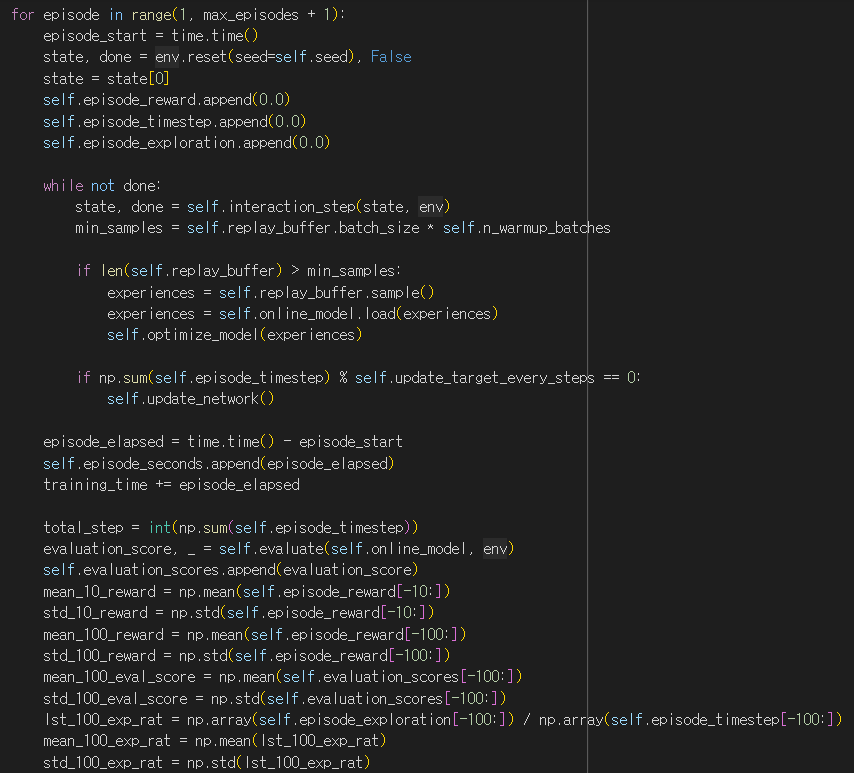 for episode in range(1, max_episodes + 1):
    episode_start = time.time()
    state, done = env.reset(seed=self.seed), False
    state = state[0]
    self.episode_reward.append(0.0)
    self.episode_timestep.append(0.0)
    self.episode_exploration.append(0.0)

    while not done:
        state, done = self.interaction_step(state, env)
        min_samples = self.replay_buffer.batch_size * self.n_warmup_batches

        if len(self.replay_buffer) > min_samples:
            experiences = self.replay_buffer.sample()
            experiences = self.online_model.load(experiences)
            self.optimize_model(experiences)

        if np.sum(self.episode_timestep) % self.update_target_every_steps == 0:
            self.update_network()

    episode_elapsed = time.time() - episode_start
    self.episode_seconds.append(episode_elapsed)
    training_time += episode_elapsed

    total_step = int(np.sum(self.episode_timestep))
    evaluation_score, _ = self.evaluate(self.online_model, env)
    self.evaluation_scores.append(evaluation_score)
    mean_10_reward = np.mean(self.episode_reward[-10:])
    std_10_reward = np.std(self.episode_reward[-10:])
    mean_100_reward = np.mean(self.episode_reward[-100:])
    std_100_reward = np.std(self.episode_reward[-100:])
    mean_100_eval_score = np.mean(self.evaluation_scores[-100:])
    std_100_eval_score = np.std(self.evaluation_scores[-100:])
    lst_100_exp_rat = np.array(self.episode_exploration[-100:]) / np.array(self.episode_timestep[-100:])
    mean_100_exp_rat = np.mean(lst_100_exp_rat)
    std_100_exp_rat = np.std(lst_100_exp_rat)